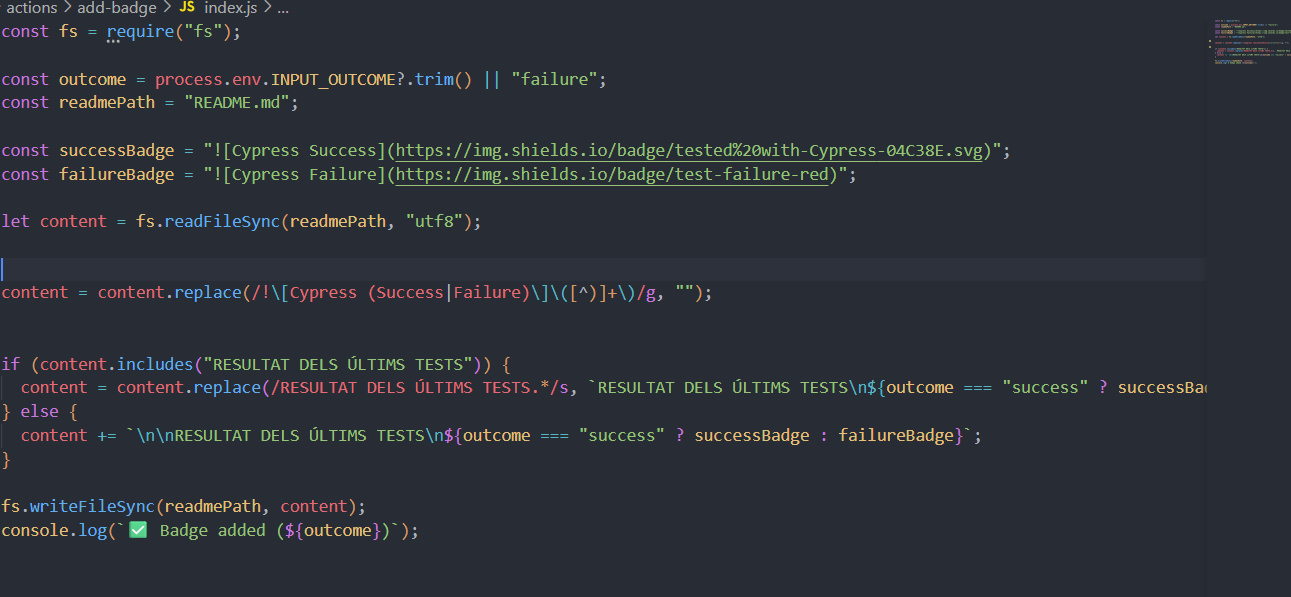 actions > add-badge > JS index.js > ...
const fs = require("fs");
const outcome = process.env.INPUT_OUTCOME?.trim() || "failure";
const readmePath = "README.md";
const successBadge = "![Cypress Success](https://img.shields.io/badge/tested%20with-Cypress-04C38E.svg)";
const failureBadge = "![Cypress Failure](https://img.shields.io/badge/test-failure-red)";
let content = fs.readFileSync(readmePath, "utf8");
content = content.replace(/!\[Cypress (Success|Failure)\]\([^)]+\)/g, "");
if (content.includes("RESULTAT DELS ÚLTIMS TESTS")) {
content = content.replace(/RESULTAT DELS ÚLTIMS TESTS.*/s, `RESULTAT DELS ÚLTIMS TESTS\n${outcome === "success" ? successBad
} else {
content += `\n\nRESULTAT DELS ÚLTIMS TESTS\n${outcome === "success" ? successBadge : failureBadge}`;
}
fs.writeFileSync(readmePath, content);
console.log(`✅ Badge added (${outcome})`);